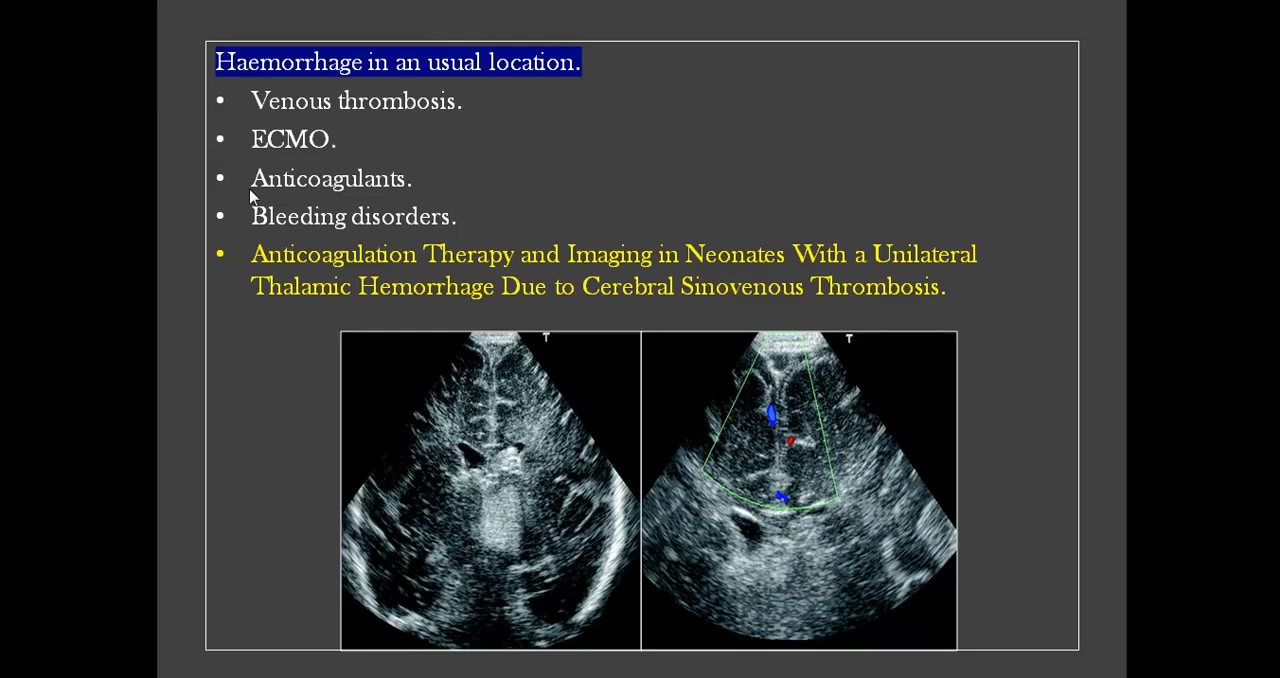 Haemorrhage in an usual location.
• Venous thrombosis.
• ECMO.
• Anticoagulants.
• Bleeding disorders.
• Anticoagulation Therapy and Imaging in Neonates With a Unilateral
Thalamic Hemorrhage Due to Cerebral Sinovenous Thrombosis.
T
T